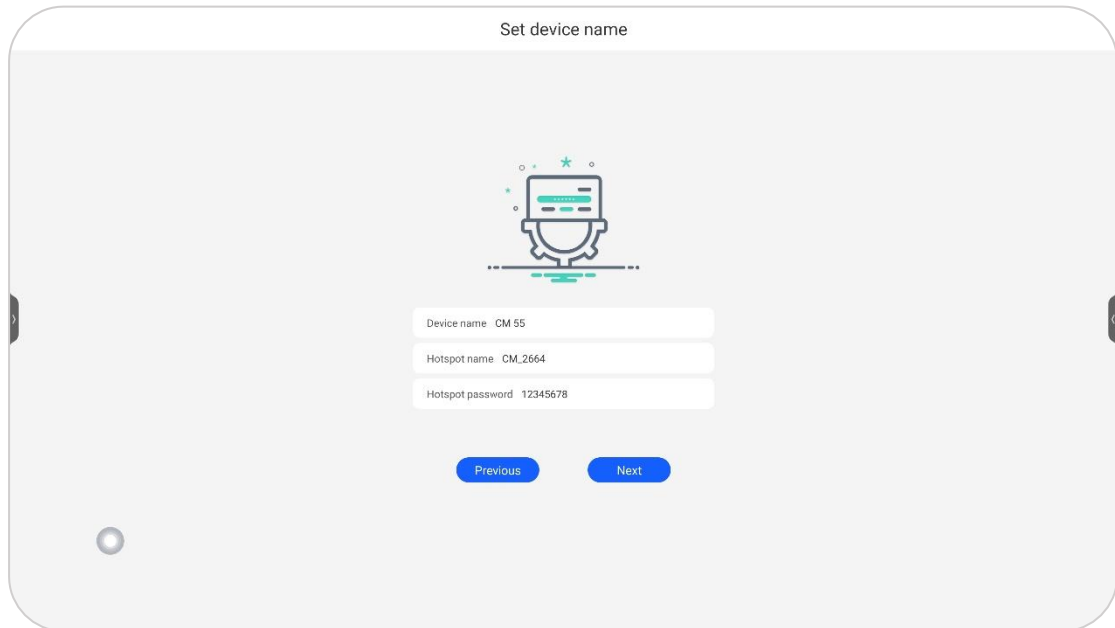 Set device name
Device name CM 55
Hotspot name CM_2664
Hotspot password 12345678
Previous Next